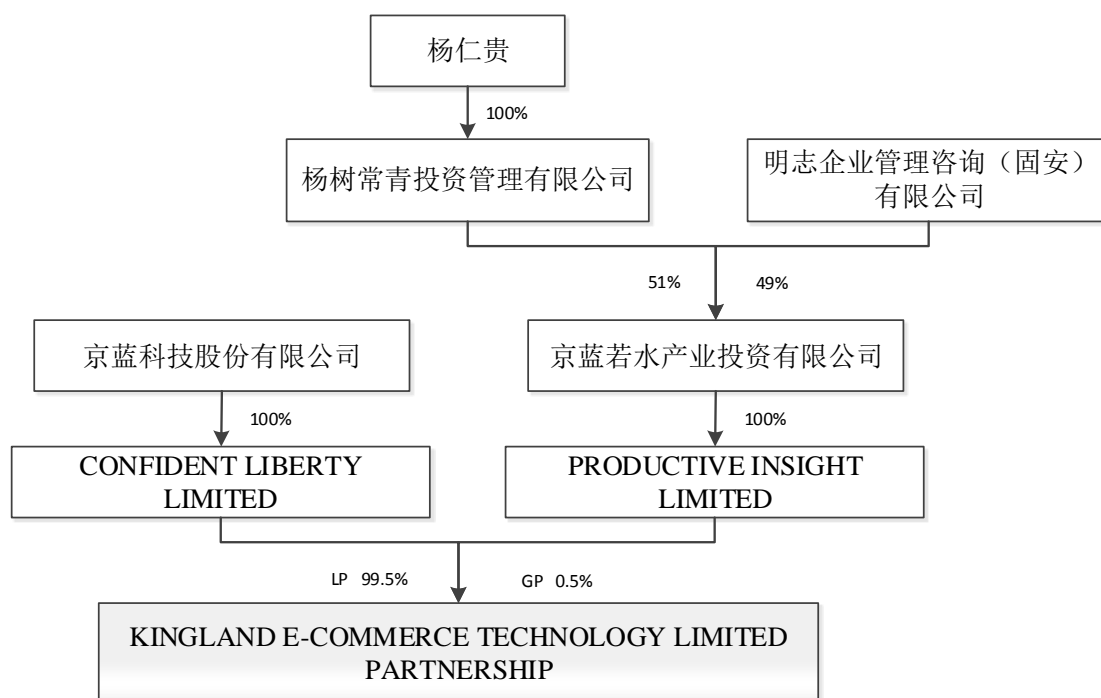 杨仁贵
100%
杨树常青投资管理有限公司
明志企业管理咨询（固安）
有限公司
51%
49%
京蓝科技股份有限公司
京蓝若水产业投资有限公司
100%
100%
CONFIDENT LIBERTY
LIMITED
PRODUCTIVE INSIGHT
LIMITED
LP 99.5%
GP 0.5%
KINGLAND E-COMMERCE TECHNOLOGY LIMITED
PARTNERSHIP